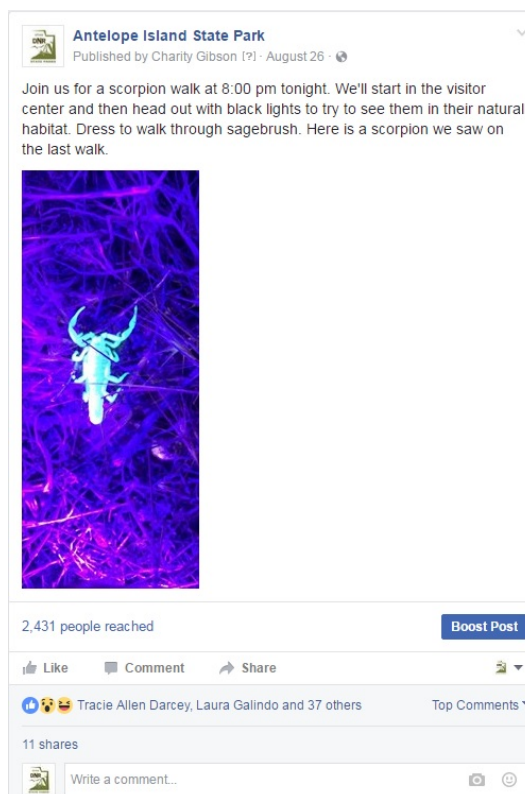 Antelope Island State Park
Published by Charity Gibson [?] · August 26 ·
Join us for a scorpion walk at 8:00 pm tonight. We'll start in the visitor
center and then head out with black lights to try to see them in their natural
habitat. Dress to walk through sagebrush. Here is a scorpion we saw on
the last walk.
2,431 people reached
Boost Post
Like Comment Share
Tracie Allen Darcey, Laura Galindo and 37 others Top Comments
11 shares
Write a comment...